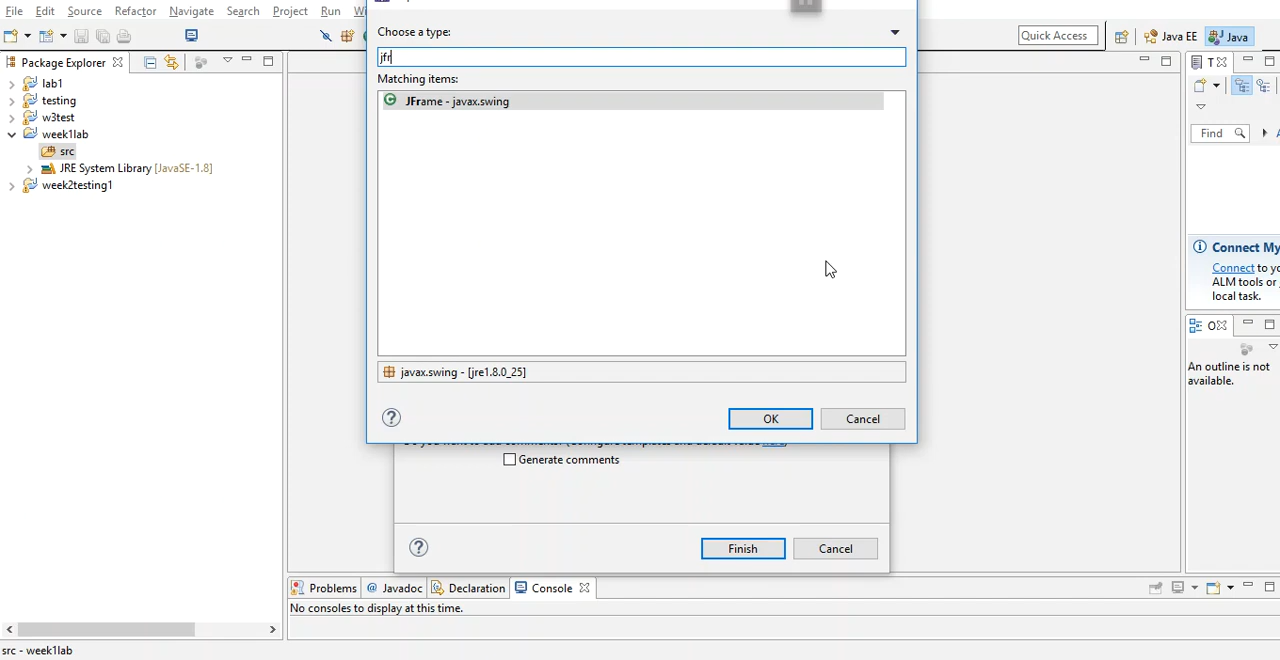 File Edit Source Refactor Navigate Search Project Run
Quick Access Java EE Java
Package Explorer
lab1
testing
w3test
week1lab
src
JRE System Library [JavaSE-1.8]
week2testing1
Choose a type:
jfr
Matching items:
JFrame - javax.swing
javax.swing - [jre1.8.0_25]
OK Cancel
Generate comments
Finish Cancel
Find
Connect My
Connect to yo
ALM tools or
local task.
An outline is not
available.
Problems Javadoc Declaration Console
No consoles to display at this time.
src - week1lab